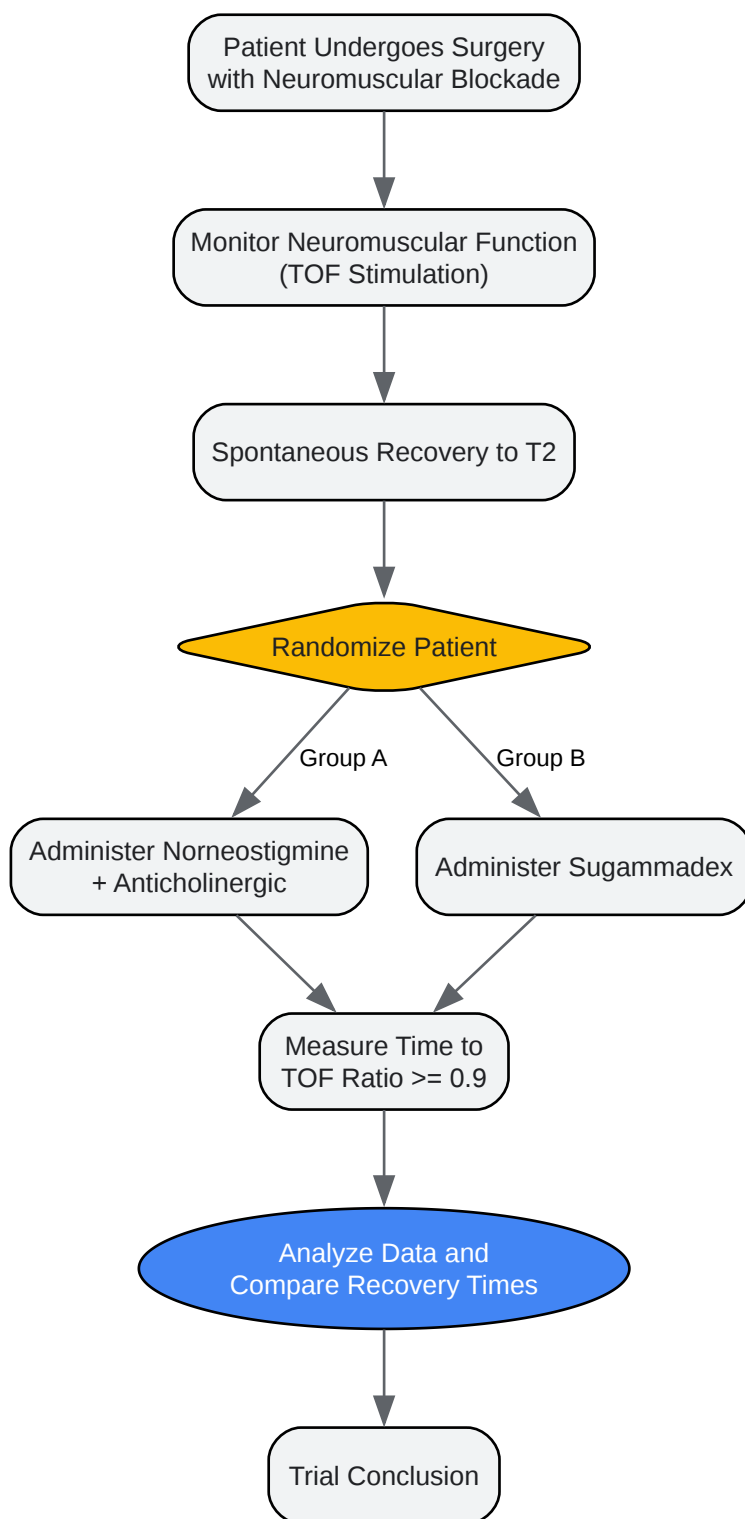 Patient Undergoes Surgery
with Neuromuscular Blockade
Monitor Neuromuscular Function
(TOF Stimulation)
Spontaneous Recovery to T2
Randomize Patient
Group A
Group B
Administer Norneostigmine
+ Anticholinergic
Administer Sugammadex
Measure Time to
TOF Ratio >= 0.9
Analyze Data and
Compare Recovery Times
Trial Conclusion